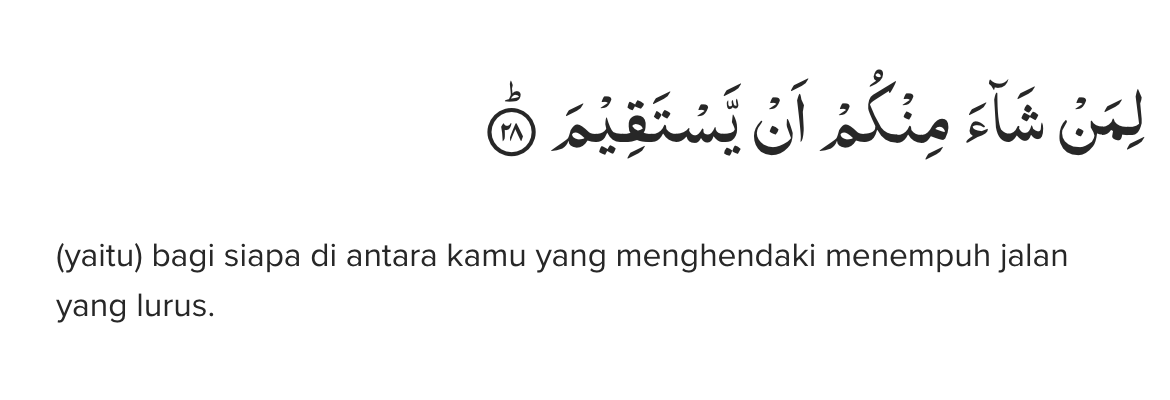 لِمَنْ شَاۤءَ مِنْكُمْ اَنْ يَّسْتَقِيْمَ ۗ ٢٨
(yaitu) bagi siapa di antara kamu yang menghendaki menempuh jalan
yang lurus.